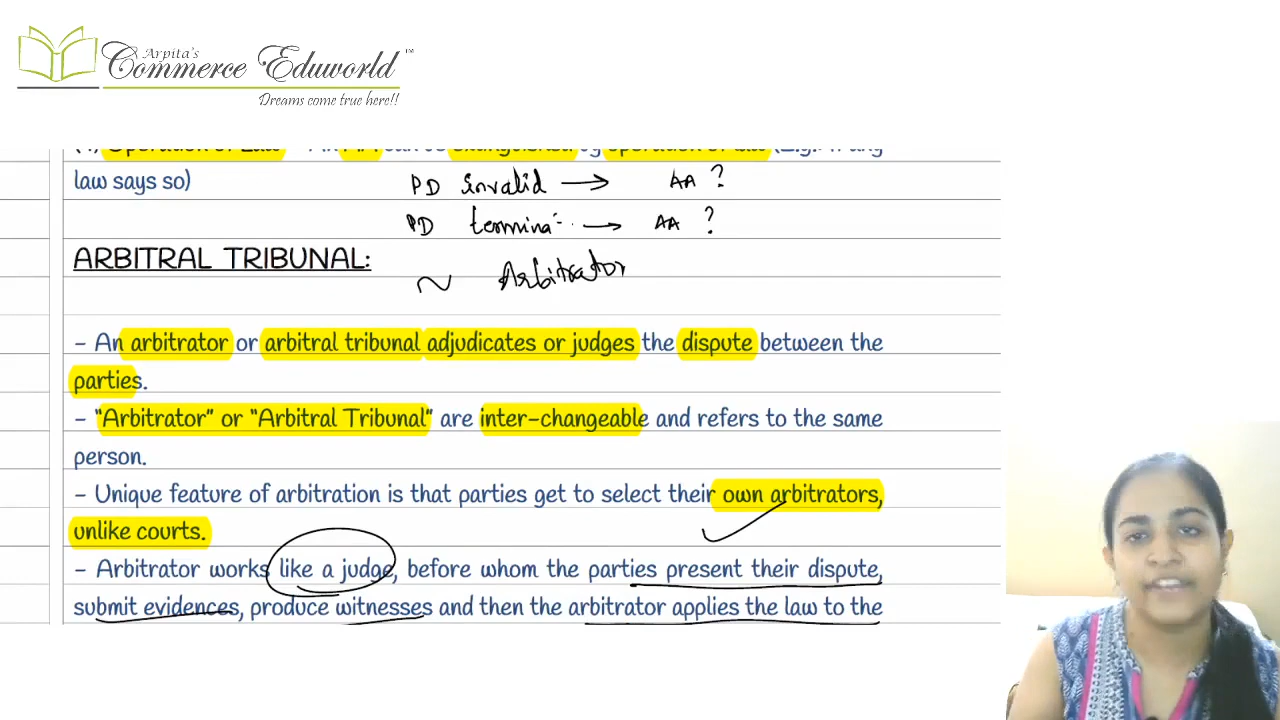 Arpita's
Commerce Eduworld ™
Dreams come true here!!
law says so)
PD invalid → AA ?
PD termina → AA ?
ARBITRAL TRIBUNAL:
~ Arbitrator
- An arbitrator or arbitral tribunal adjudicates or judges the dispute between the
parties.
- "Arbitrator" or "Arbitral Tribunal" are inter-changeable and refers to the same
person.
- Unique feature of arbitration is that parties get to select their own arbitrators,
unlike courts.
- Arbitrator works like a judge, before whom the parties present their dispute,
submit evidences, produce witnesses and then the arbitrator applies the law to the